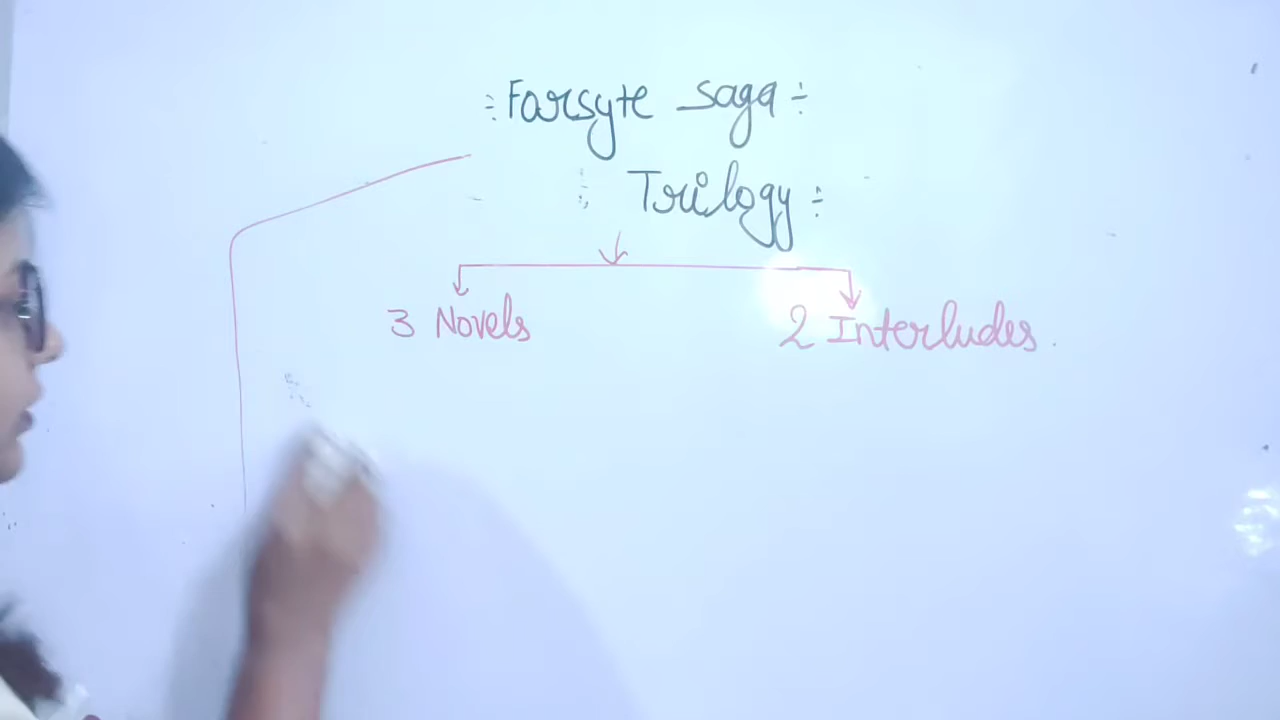 ÷ Farsyte Saga ÷
Trilogy ÷
3 Novels
2 Interludes.